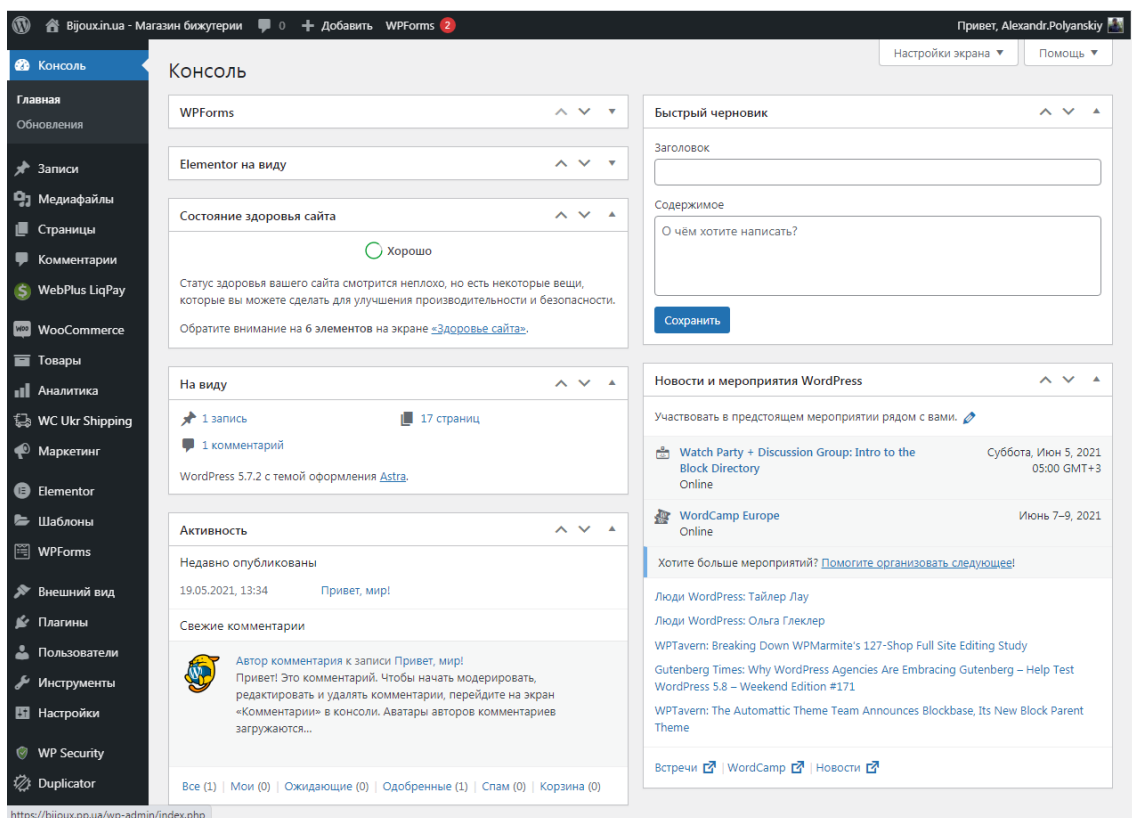 Bijoux.in.ua - Магазин бижутерии 0 Добавить WPForms 2 Привет, Alexandr.Polyanskiy
Настройки экрана Помощь
Консоль
Главная
Обновления
Записи
Медиафайлы
Страницы
Комментарии
WebPlus LiqPay
WooCommerce
Товары
Аналитика
WC Ukr Shipping
Маркетинг
Elementor
Шаблоны
WPForms
Внешний вид
Плагины
Пользователи
Инструменты
Настройки
WP Security
Duplicator
Консоль
WPForms
Elementor на виду
Состояние здоровья сайта
Хорошо
Статус здоровья вашего сайта смотрится неплохо, но есть некоторые вещи,
которые вы можете сделать для улучшения производительности и безопасности.
Обратите внимание на 6 элементов на экране «Здоровье сайта».
На виду
1 запись 17 страниц
1 комментарий
WordPress 5.7.2 с темой оформления Astra.
Активность
Недавно опубликованы
19.05.2021, 13:34 Привет, мир!
Свежие комментарии
Автор комментария к записи Привет, мир!
Привет! Это комментарий. Чтобы начать модерировать,
редактировать и удалять комментарии, перейдите на экран
«Комментарии» в консоли. Аватары авторов комментариев
загружаются...
Все (1) | Мои (0) | Ожидающие (0) | Одобренные (1) | Спам (0) | Корзина (0)
Быстрый черновик
Заголовок
Содержимое
О чём хотите написать?
Сохранить
Новости и мероприятия WordPress
Участвовать в предстоящем мероприятии рядом с вами.
Watch Party + Discussion Group: Intro to the Суббота, Июн 5, 2021
Block Directory 05:00 GMT+3
Online
WordCamp Europe Июнь 7–9, 2021
Online
Хотите больше мероприятий? Помогите организовать следующее!
Люди WordPress: Тайлер Лау
Люди WordPress: Ольга Глеклер
WPTavern: Breaking Down WPMarmite's 127-Shop Full Site Editing Study
Gutenberg Times: Why WordPress Agencies Are Embracing Gutenberg – Help Test
WordPress 5.8 – Weekend Edition #171
WPTavern: The Automattic Theme Team Announces Blockbase, Its New Block Parent
Theme
Встречи | WordCamp | Новости
https://bijoux.pp.ua/wp-admin/index.php